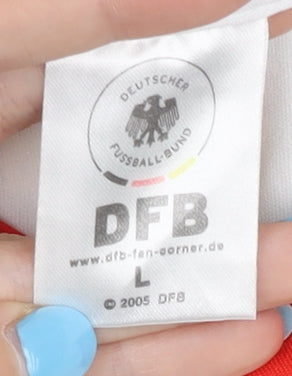 DEUTSCHER
FUSSBALL-BUND
DFB
www.dfb-fan-corner.de
L
© 2005 DFB